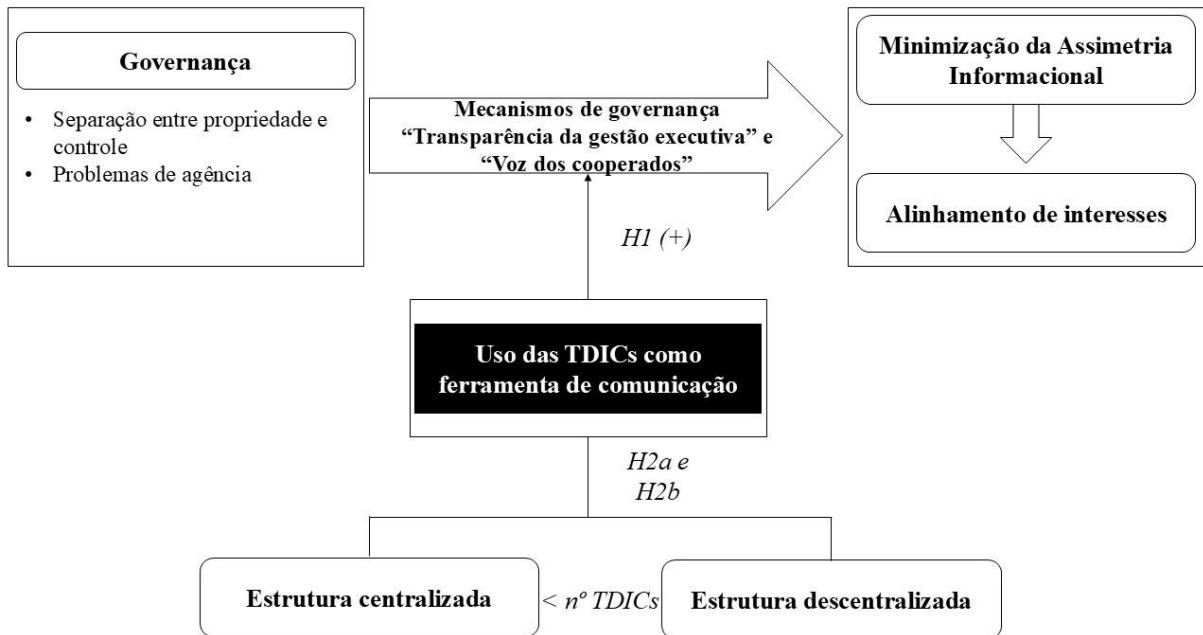 Governança
• Separação entre propriedade e
controle
• Problemas de agência
Mecanismos de governança
“Transparência da gestão executiva” e
“Voz dos cooperados”
Minimização da Assimetria
Informacional
Alinhamento de interesses
H1 (+)
Uso das TDICs como
ferramenta de comunicação
H2a e
H2b
Estrutura centralizada
< nº TDICs
Estrutura descentralizada